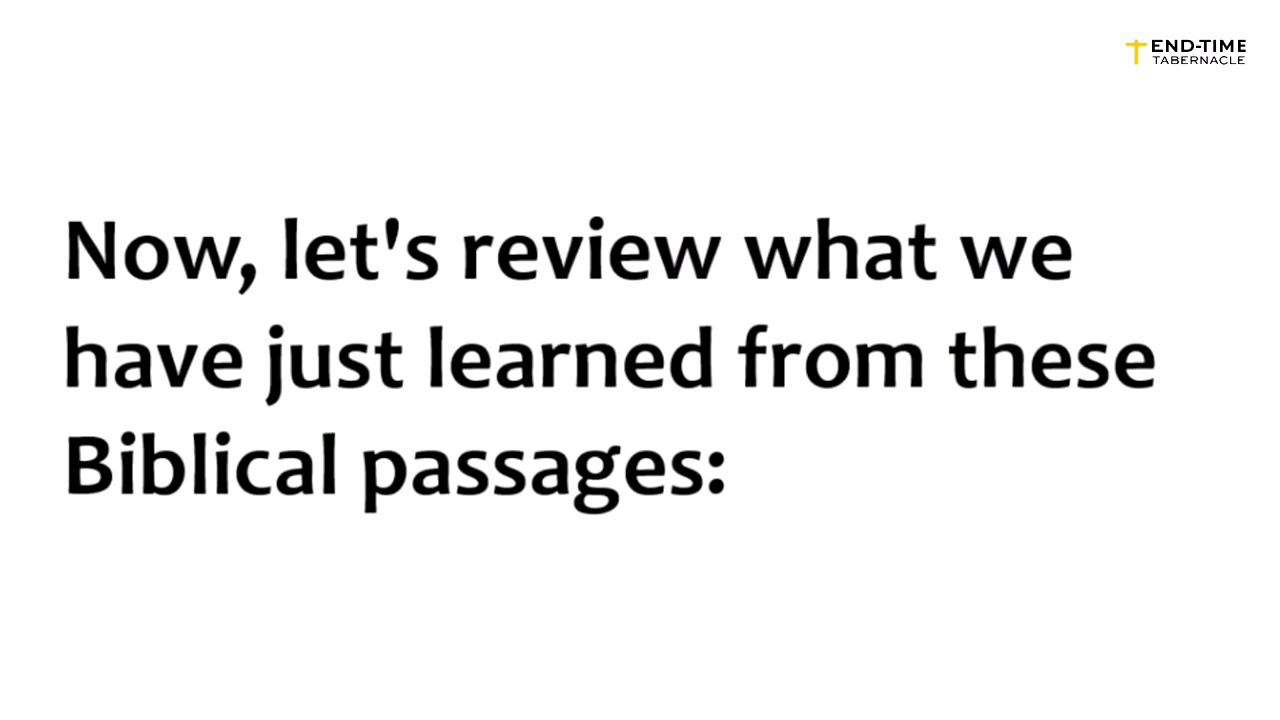 END-TIME
TABERNACLE
Now, let's review what we
have just learned from these
Biblical passages: